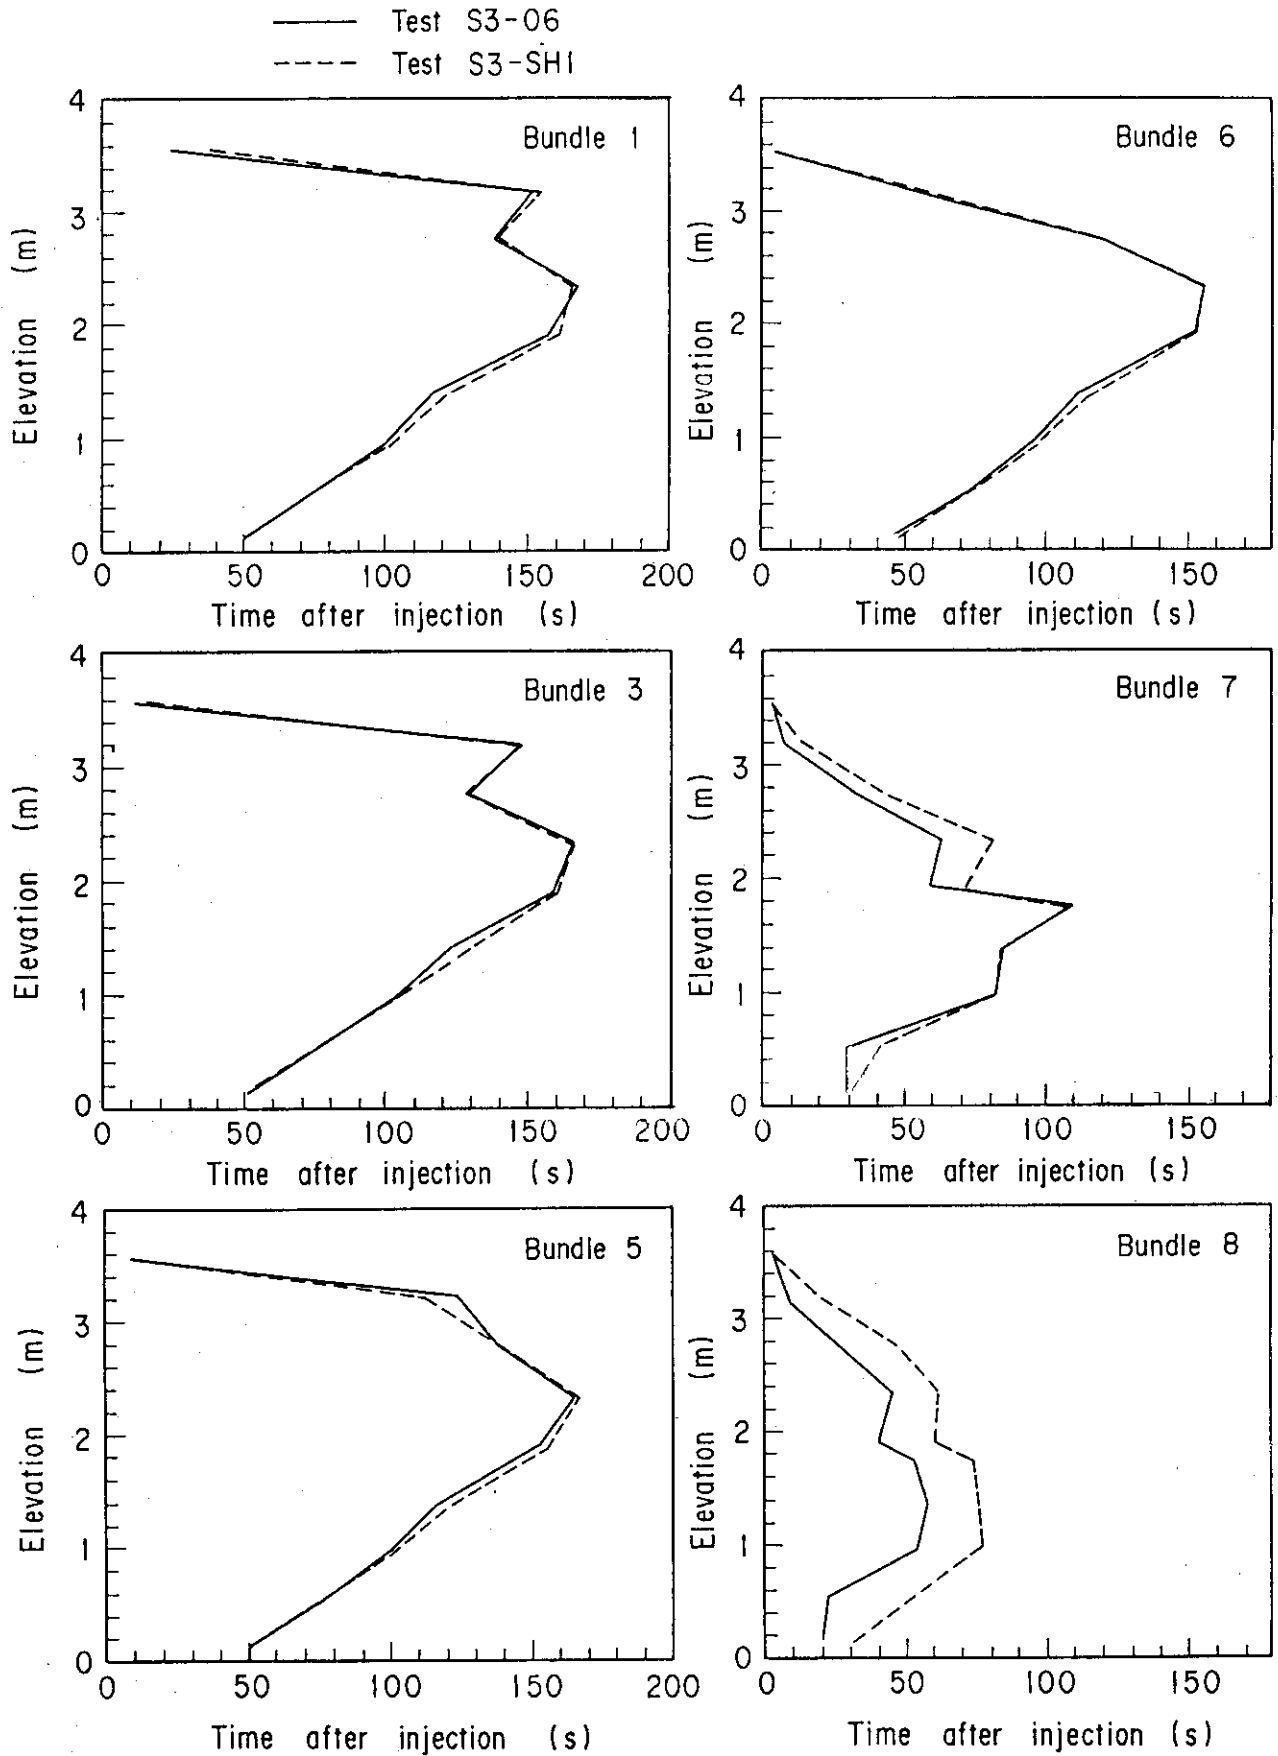 Test S3-06
Test S3-SH1
Bundle 1
Elevation (m)
4
3
2
1
0
0 50 100 150 200
Time after injection (s)
Bundle 6
Elevation (m)
4
3
2
1
0
0 50 100 150
Time after injection (s)
Bundle 3
Elevation (m)
4
3
2
1
0
0 50 100 150 200
Time after injection (s)
Bundle 7
Elevation (m)
4
3
2
1
0
0 50 100 150
Time after injection (s)
Bundle 5
Elevation (m)
4
3
2
1
0
0 50 100 150 200
Time after injection (s)
Bundle 8
Elevation (m)
4
3
2
1
0
0 50 100 150
Time after injection (s)